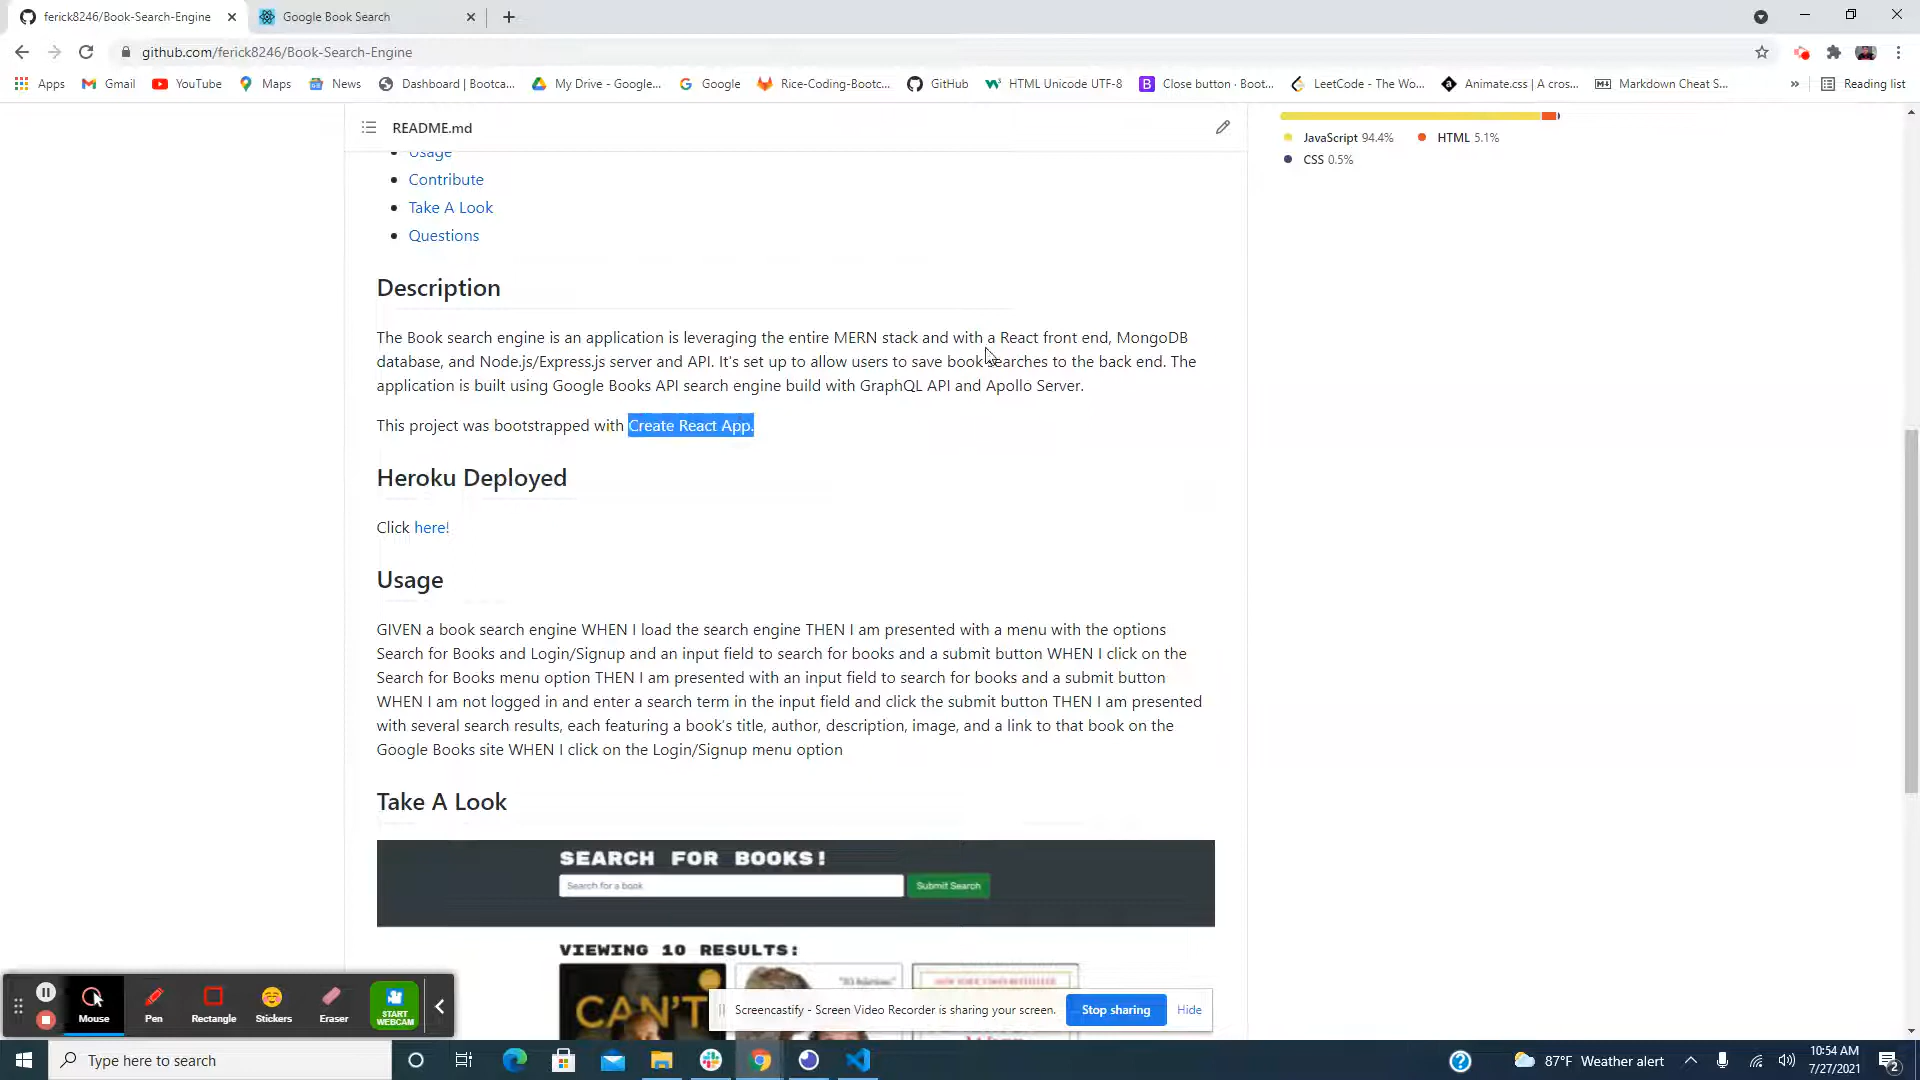 ferick8246/Book-Search-Engine
Google Book Search
github.com/ferick8246/Book-Search-Engine
Apps
Gmail
YouTube
Maps
News
Dashboard | Bootca...
My Drive - Google...
Google
Rice-Coding-Bootc...
GitHub
HTML Unicode UTF-8
Close button · Boot...
LeetCode - The Wo...
Animate.css | A cros...
Markdown Cheat S...
»
Reading list
README.md
JavaScript 94.4%
HTML 5.1%
CSS 0.5%
Usage
Contribute
Take A Look
Questions
Description
The Book search engine is an application is leveraging the entire MERN stack and with a React front end, MongoDB
database, and Node.js/Express.js server and API. It's set up to allow users to save book searches to the back end. The
application is built using Google Books API search engine build with GraphQL API and Apollo Server.
This project was bootstrapped with Create React App.
Heroku Deployed
Click here!
Usage
GIVEN a book search engine WHEN I load the search engine THEN I am presented with a menu with the options
Search for Books and Login/Signup and an input field to search for books and a submit button WHEN I click on the
Search for Books menu option THEN I am presented with an input field to search for books and a submit button
WHEN I am not logged in and enter a search term in the input field and click the submit button THEN I am presented
with several search results, each featuring a book's title, author, description, image, and a link to that book on the
Google Books site WHEN I click on the Login/Signup menu option
Take A Look
SEARCH FOR BOOKS!
Search for a book
Submit Search
VIEWING 10 RESULTS:
CAN'T
Mouse
Pen
Rectangle
Stickers
Eraser
START
WEBCAM
Screencastify - Screen Video Recorder is sharing your screen.
Stop sharing
Hide
Type here to search
87°F Weather alert
10:54 AM
7/27/2021
2